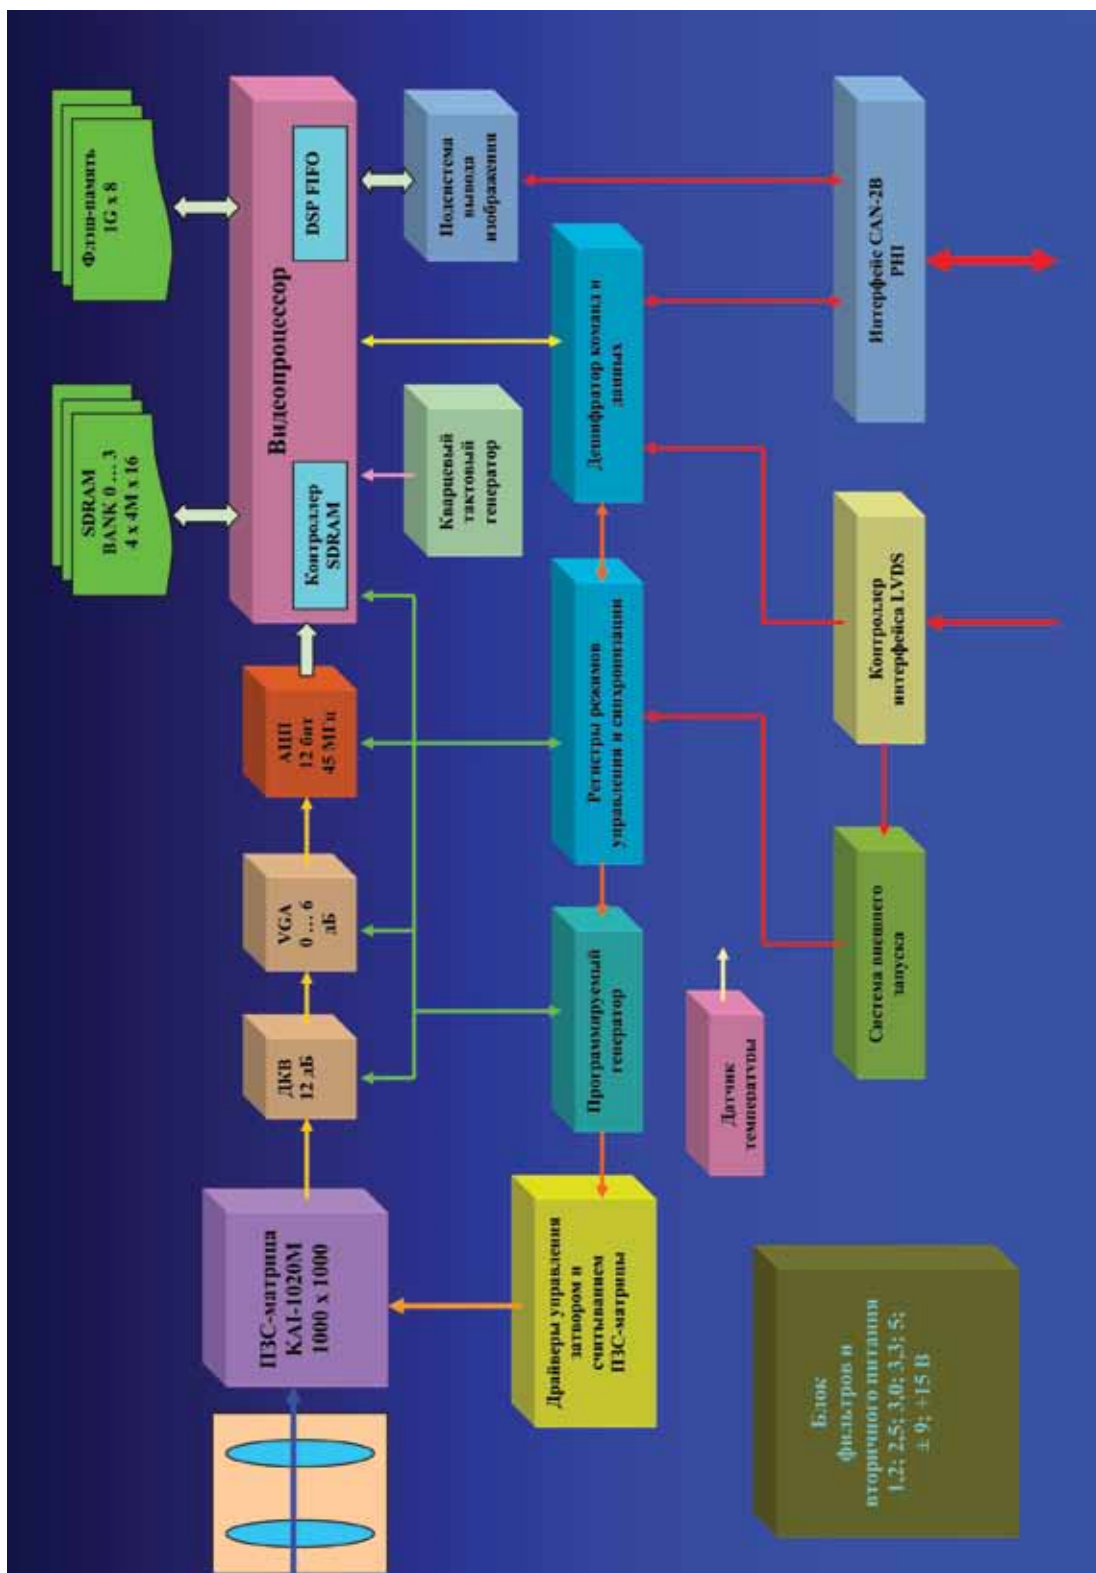 SDRAM
BANK 0 … 3
4 x 4M x 16
Флэш-память
1G x 8
ПЗС-матрица
KAI-1020M
1000 x 1000
ДКВ
12 дБ
VGA
0 … 6
дБ
АЦП
12 бит
45 МГц
Видеопроцессор
Контроллер
SDRAM
DSP FIFO
Кварцевый
тактовый
генератор
Подсистема
вывода
изображения
Драйверы управления
затвором и
считыванием
ПЗС-матрицы
Программируемый
генератор
Регистры режимов
управления и синхронизации
Дешифратор команд и
данных
Датчик
температуры
Блок
фильтров и
вторичного питания
1,2; 2,5; 3,0; 3,3; 5;
± 9; +15 В
Система внешнего
запуска
Контроллер
интерфейса LVDS
Интерфейс CAN-2B
PHI